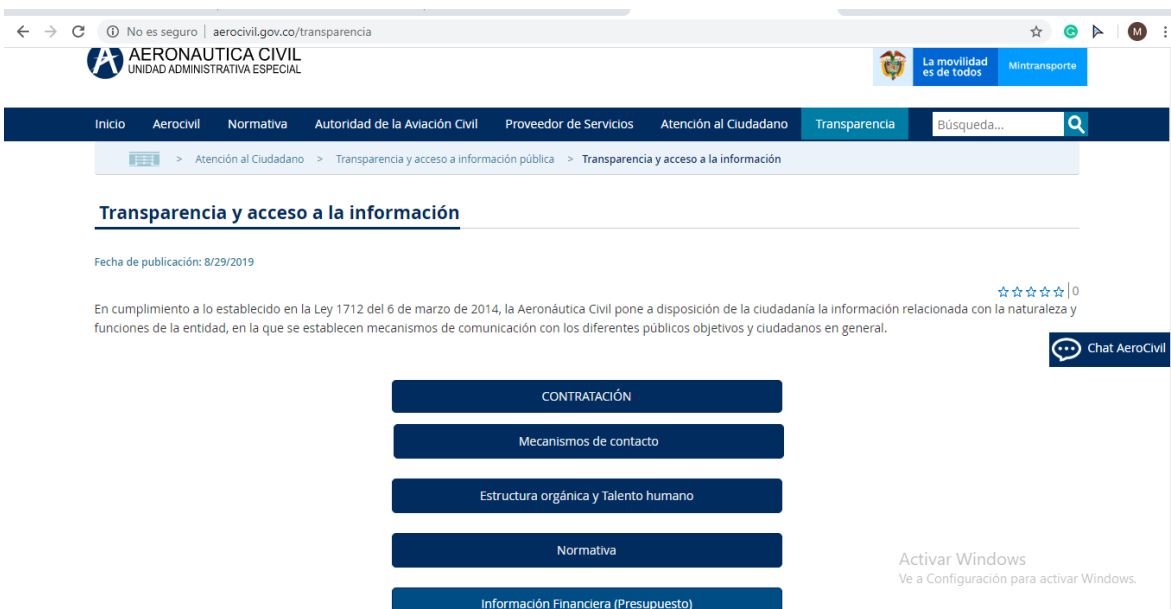 No es seguro | aerocivil.gov.co/transparencia
M
AERONAUTICA CIVIL
UNIDAD ADMINISTRATIVA ESPECIAL
La movilidad
es de todos
Mintransporte
Inicio Aerocivil Normativa Autoridad de la Aviación Civil Proveedor de Servicios Atención al Ciudadano Transparencia Búsqueda...
> Atención al Ciudadano > Transparencia y acceso a información pública > Transparencia y acceso a la información
Transparencia y acceso a la información
Fecha de publicación: 8/29/2019
0
En cumplimiento a lo establecido en la Ley 1712 del 6 de marzo de 2014, la Aeronáutica Civil pone a disposición de la ciudadanía la información relacionada con la naturaleza y
funciones de la entidad, en la que se establecen mecanismos de comunicación con los diferentes públicos objetivos y ciudadanos en general.
Chat AeroCivil
CONTRATACIÓN
Mecanismos de contacto
Estructura orgánica y Talento humano
Normativa
Activar Windows
Ve a Configuración para activar Windows.
Información Financiera (Presupuesto)